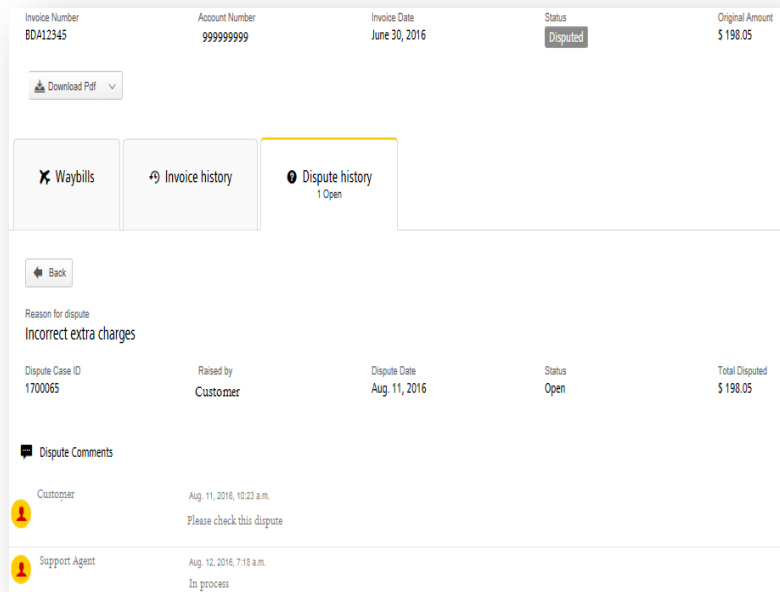 Invoice Number Account Number Invoice Date Status Original Amount
BDA12345 999999999 June 30, 2016 Disputed $ 198.05
Download Pdf
Waybills Invoice history Dispute history
1 Open
Back
Reason for dispute
Incorrect extra charges
Dispute Case ID Raised by Dispute Date Status Total Disputed
1700065 Customer Aug. 11, 2016 Open $ 198.05
Dispute Comments
Customer Aug. 11, 2016, 10:23 a.m.
Please check this dispute
Support Agent Aug. 12, 2016, 7:18 a.m.
In process